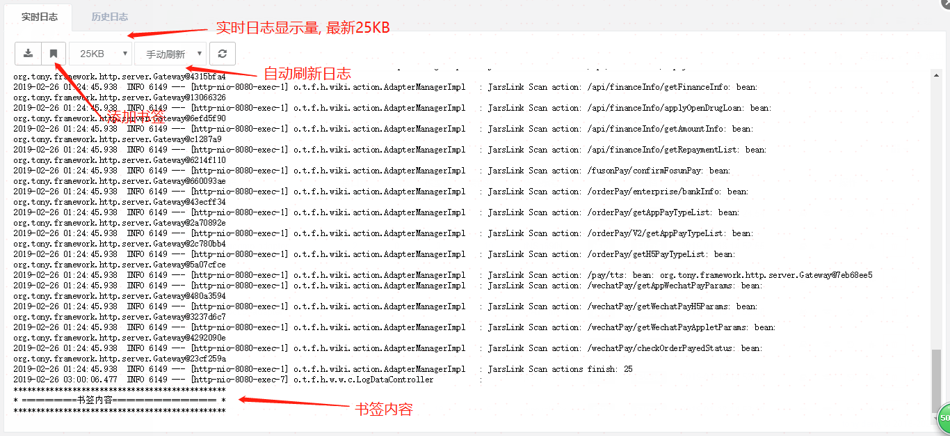 实时日志 历史日志
实时日志显示量, 最新25KB
25KB 手动刷新
自动刷新日志
org.tony.framework.http.server.Gateway@4315bfa4
2019-02-26 01:24:45.938 INFO 6149 --- [http-nio-8080-exec-1] o.t.f.h.wiki.action.AdapterManagerImpl : JarsLink Scan action: /api/financeInfo/getFinanceInfo: bean:
org.tony.framework.http.server.Gateway@13066326
2019-02-26 01:24:45.938 INFO 6149 --- [http-nio-8080-exec-1] o.t.f.h.wiki.action.AdapterManagerImpl : JarsLink Scan action: /api/financeInfo/applyOpenDrugLoan: bean:
org.tony.framework.http.server.Gateway@6efd5f90
添加书签
2019-02-26 01:24:45.938 INFO 6149 --- [http-nio-8080-exec-1] o.t.f.h.wiki.action.AdapterManagerImpl : JarsLink Scan action: /api/financeInfo/getAmountInfo: bean:
org.tony.framework.http.server.Gateway@c1287a9
2019-02-26 01:24:45.938 INFO 6149 --- [http-nio-8080-exec-1] o.t.f.h.wiki.action.AdapterManagerImpl : JarsLink Scan action: /api/financeInfo/getRepaymentList: bean:
org.tony.framework.http.server.Gateway@6214f110
2019-02-26 01:24:45.938 INFO 6149 --- [http-nio-8080-exec-1] o.t.f.h.wiki.action.AdapterManagerImpl : JarsLink Scan action: /fusonPay/confirmFosunPay: bean:
org.tony.framework.http.server.Gateway@660093ae
2019-02-26 01:24:45.938 INFO 6149 --- [http-nio-8080-exec-1] o.t.f.h.wiki.action.AdapterManagerImpl : JarsLink Scan action: /orderPay/enterprise/bankInfo: bean:
org.tony.framework.http.server.Gateway@43ecff34
2019-02-26 01:24:45.938 INFO 6149 --- [http-nio-8080-exec-1] o.t.f.h.wiki.action.AdapterManagerImpl : JarsLink Scan action: /orderPay/getAppPayTypeList: bean:
org.tony.framework.http.server.Gateway@2a70892e
2019-02-26 01:24:45.938 INFO 6149 --- [http-nio-8080-exec-1] o.t.f.h.wiki.action.AdapterManagerImpl : JarsLink Scan action: /orderPay/V2/getAppPayTypeList: bean:
org.tony.framework.http.server.Gateway@2c780bb4
2019-02-26 01:24:45.938 INFO 6149 --- [http-nio-8080-exec-1] o.t.f.h.wiki.action.AdapterManagerImpl : JarsLink Scan action: /orderPay/getH5PayTypeList: bean:
org.tony.framework.http.server.Gateway@5a07cfce
2019-02-26 01:24:45.938 INFO 6149 --- [http-nio-8080-exec-1] o.t.f.h.wiki.action.AdapterManagerImpl : JarsLink Scan action: /pay/tts: bean: org.tony.framework.http.server.Gateway@7eb68ee5
2019-02-26 01:24:45.938 INFO 6149 --- [http-nio-8080-exec-1] o.t.f.h.wiki.action.AdapterManagerImpl : JarsLink Scan action: /wechatPay/getAppWechatPayParams: bean:
org.tony.framework.http.server.Gateway@480a3594
2019-02-26 01:24:45.938 INFO 6149 --- [http-nio-8080-exec-1] o.t.f.h.wiki.action.AdapterManagerImpl : JarsLink Scan action: /wechatPay/getWechatPayH5Params: bean:
org.tony.framework.http.server.Gateway@3237d6c7
2019-02-26 01:24:45.938 INFO 6149 --- [http-nio-8080-exec-1] o.t.f.h.wiki.action.AdapterManagerImpl : JarsLink Scan action: /wechatPay/getWechatPayAppletParams: bean:
org.tony.framework.http.server.Gateway@4292090e
2019-02-26 01:24:45.938 INFO 6149 --- [http-nio-8080-exec-1] o.t.f.h.wiki.action.AdapterManagerImpl : JarsLink Scan action: /wechatPay/checkOrderPayedStatus: bean:
org.tony.framework.http.server.Gateway@23cf259a
2019-02-26 01:24:45.938 INFO 6149 --- [http-nio-8080-exec-1] o.t.f.h.wiki.action.AdapterManagerImpl : JarsLink Scan actions finish: 25
2019-02-26 03:00:06.477 INFO 6149 --- [http-nio-8080-exec-7] o.t.f.h.w.w.c.LogDataController :
***********************************************
* ===========书签内容===================== *
***********************************************
书签内容
50